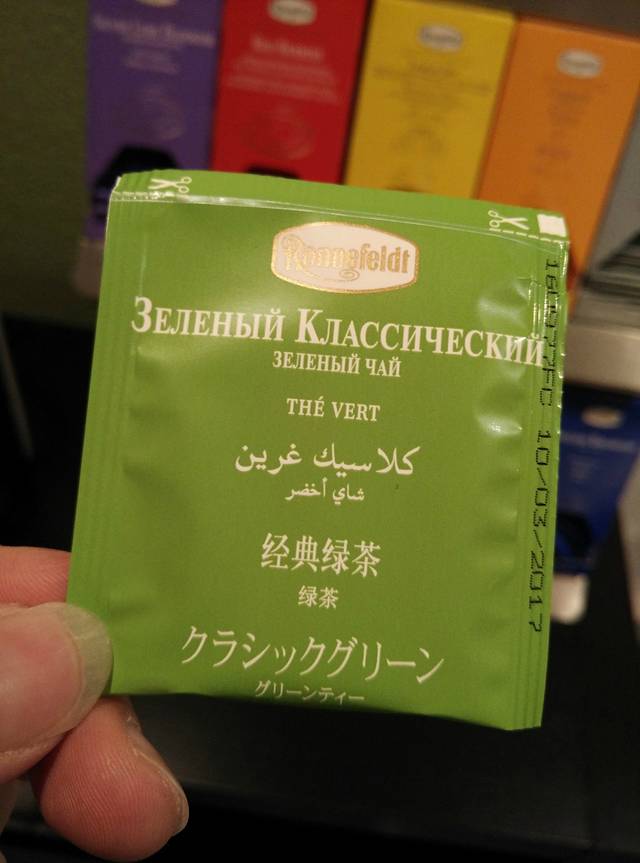 Ronnefeldt
ЗЕЛЕНЫЙ КЛАССИЧЕСКИЙ
ЗЕЛЕНЫЙ ЧАЙ
THÉ VERT
كلاسيك غرين
شاي أخضر
经典绿茶
绿茶
クラシックグリーン
グリーンティー
10/03/2017